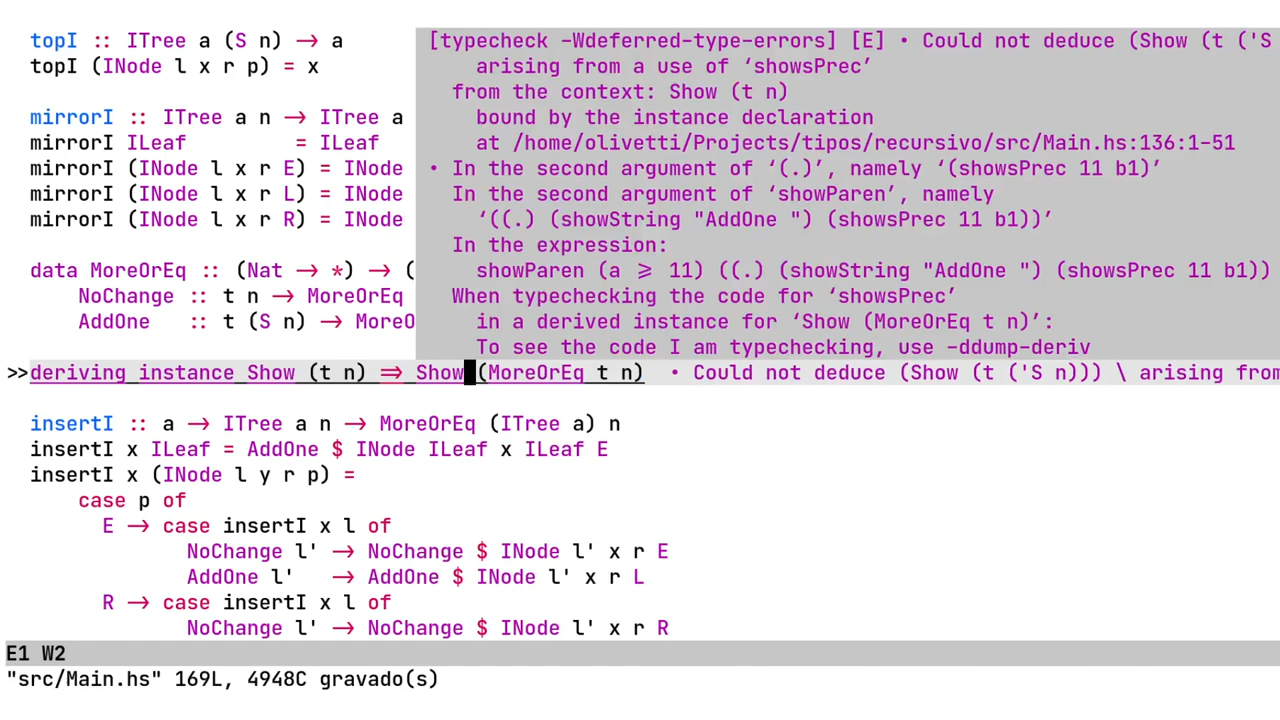 topI :: ITree a (S n) → a
topI (INode l x r p) = x
mirrorI :: ITree a n → ITree a
mirrorI ILeaf = ILeaf
mirrorI (INode l x r E) = INode
mirrorI (INode l x r L) = INode
mirrorI (INode l x r R) = INode
data MoreOrEq :: (Nat → *) → (
NoChange :: t n → MoreOrEq
AddOne :: t (S n) → MoreO
[typecheck -Wdeferred-type-errors] [E] • Could not deduce (Show (t ('S
arising from a use of ‘showsPrec’
from the context: Show (t n)
bound by the instance declaration
at /home/olivetti/Projects/tipos/recursivo/src/Main.hs:136:1-51
• In the second argument of ‘(.)’, namely ‘(showsPrec 11 b1)’
In the second argument of ‘showParen’, namely
‘((.) (showString "AddOne ") (showsPrec 11 b1))’
In the expression:
showParen (a ⩾ 11) ((.) (showString "AddOne ") (showsPrec 11 b1))
When typechecking the code for ‘showsPrec’
in a derived instance for ‘Show (MoreOrEq t n)’:
To see the code I am typechecking, use -ddump-deriv
>>deriving instance Show (t n) ⇒ Show (MoreOrEq t n) • Could not deduce (Show (t ('S n))) \ arising from
insertI :: a → ITree a n → MoreOrEq (ITree a) n
insertI x ILeaf = AddOne $ INode ILeaf x ILeaf E
insertI x (INode l y r p) =
case p of
E → case insertI x l of
NoChange l' → NoChange $ INode l' x r E
AddOne l' → AddOne $ INode l' x r L
R → case insertI x l of
NoChange l' → NoChange $ INode l' x r R
E1 W2
"src/Main.hs" 169L, 4948C gravado(s)